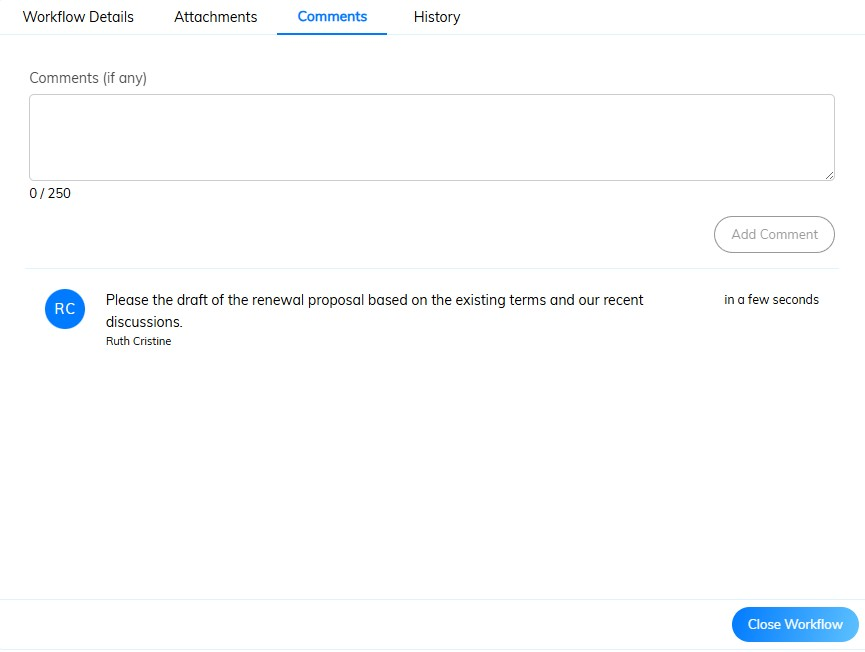 Workflow Details Attachments Comments History
Comments (if any)
0 / 250
Add Comment
RC Please the draft of the renewal proposal based on the existing terms and our recent in a few seconds
discussions.
Ruth Cristine
Close Workflow